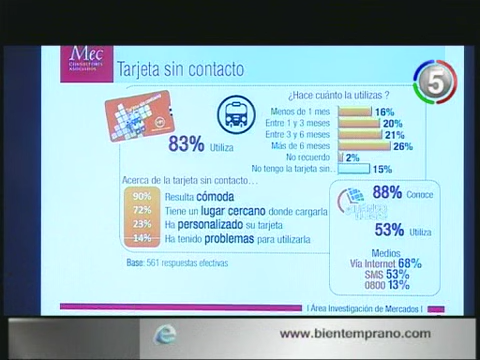 Mec
CONSULTORES
ASOCIADOS
Tarjeta sin contacto
5
83% Utiliza
¿Hace cuánto la utilizas ?
Menos de 1 mes 16%
Entre 1 y 3 meses 20%
Entre 3 y 6 meses 21%
Más de 6 meses 26%
No recuerdo 2%
No tengo la tarjeta sin.. 15%
Acerca de la tarjeta sin contacto…
90% Resulta cómoda
72% Tiene un lugar cercano donde cargarla
23% Ha personalizado su tarjeta
14% Ha tenido problemas para utilizarla
Base: 561 respuestas efectivas
88% Conoce
53% Utiliza
Medios
Vía Internet 68%
SMS 53%
0800 13%
| Área Investigación de Mercados |
www.bientemprano.com